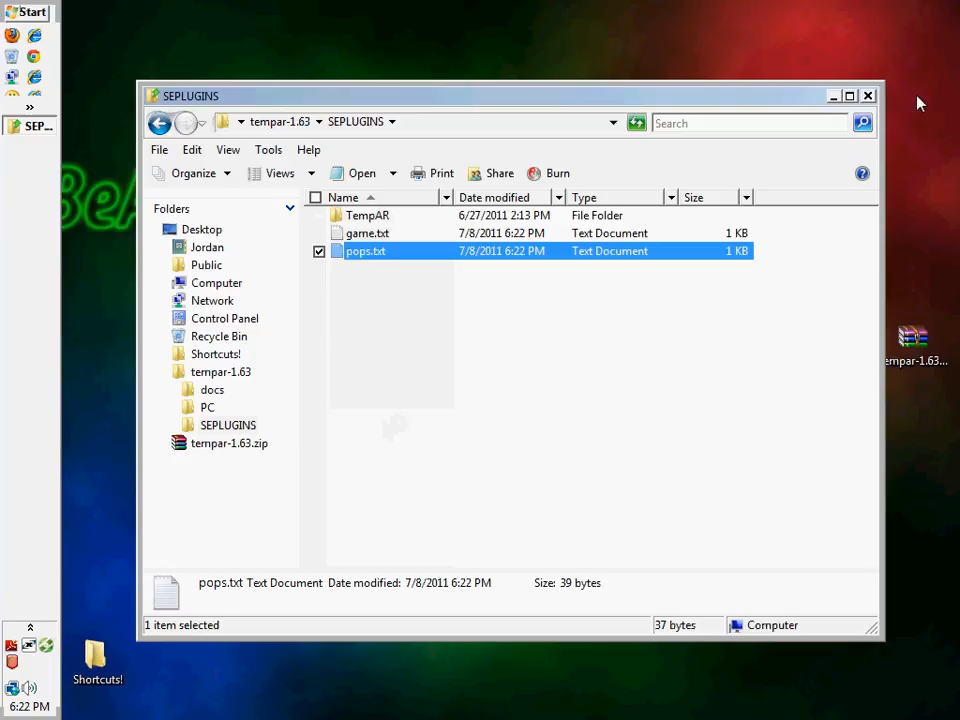 Start
»
SEP...
SEPLUGINS
tempar-1.63 SEPLUGINS
Search
File Edit View Tools Help
Organize Views Open Print Share Burn
Folders
Name Date modified Type Size
Desktop
Jordan
Public
Computer
Network
Control Panel
Recycle Bin
Shortcuts!
tempar-1.63
docs
PC
SEPLUGINS
tempar-1.63.zip
TempAR 6/27/2011 2:13 PM File Folder
game.txt 7/8/2011 6:22 PM Text Document 1 KB
pops.txt 7/8/2011 6:22 PM Text Document 1 KB
tempar-1.63...
pops.txt Text Document Date modified: 7/8/2011 6:22 PM Size: 39 bytes
1 item selected 37 bytes Computer
Shortcuts!
6:22 PM